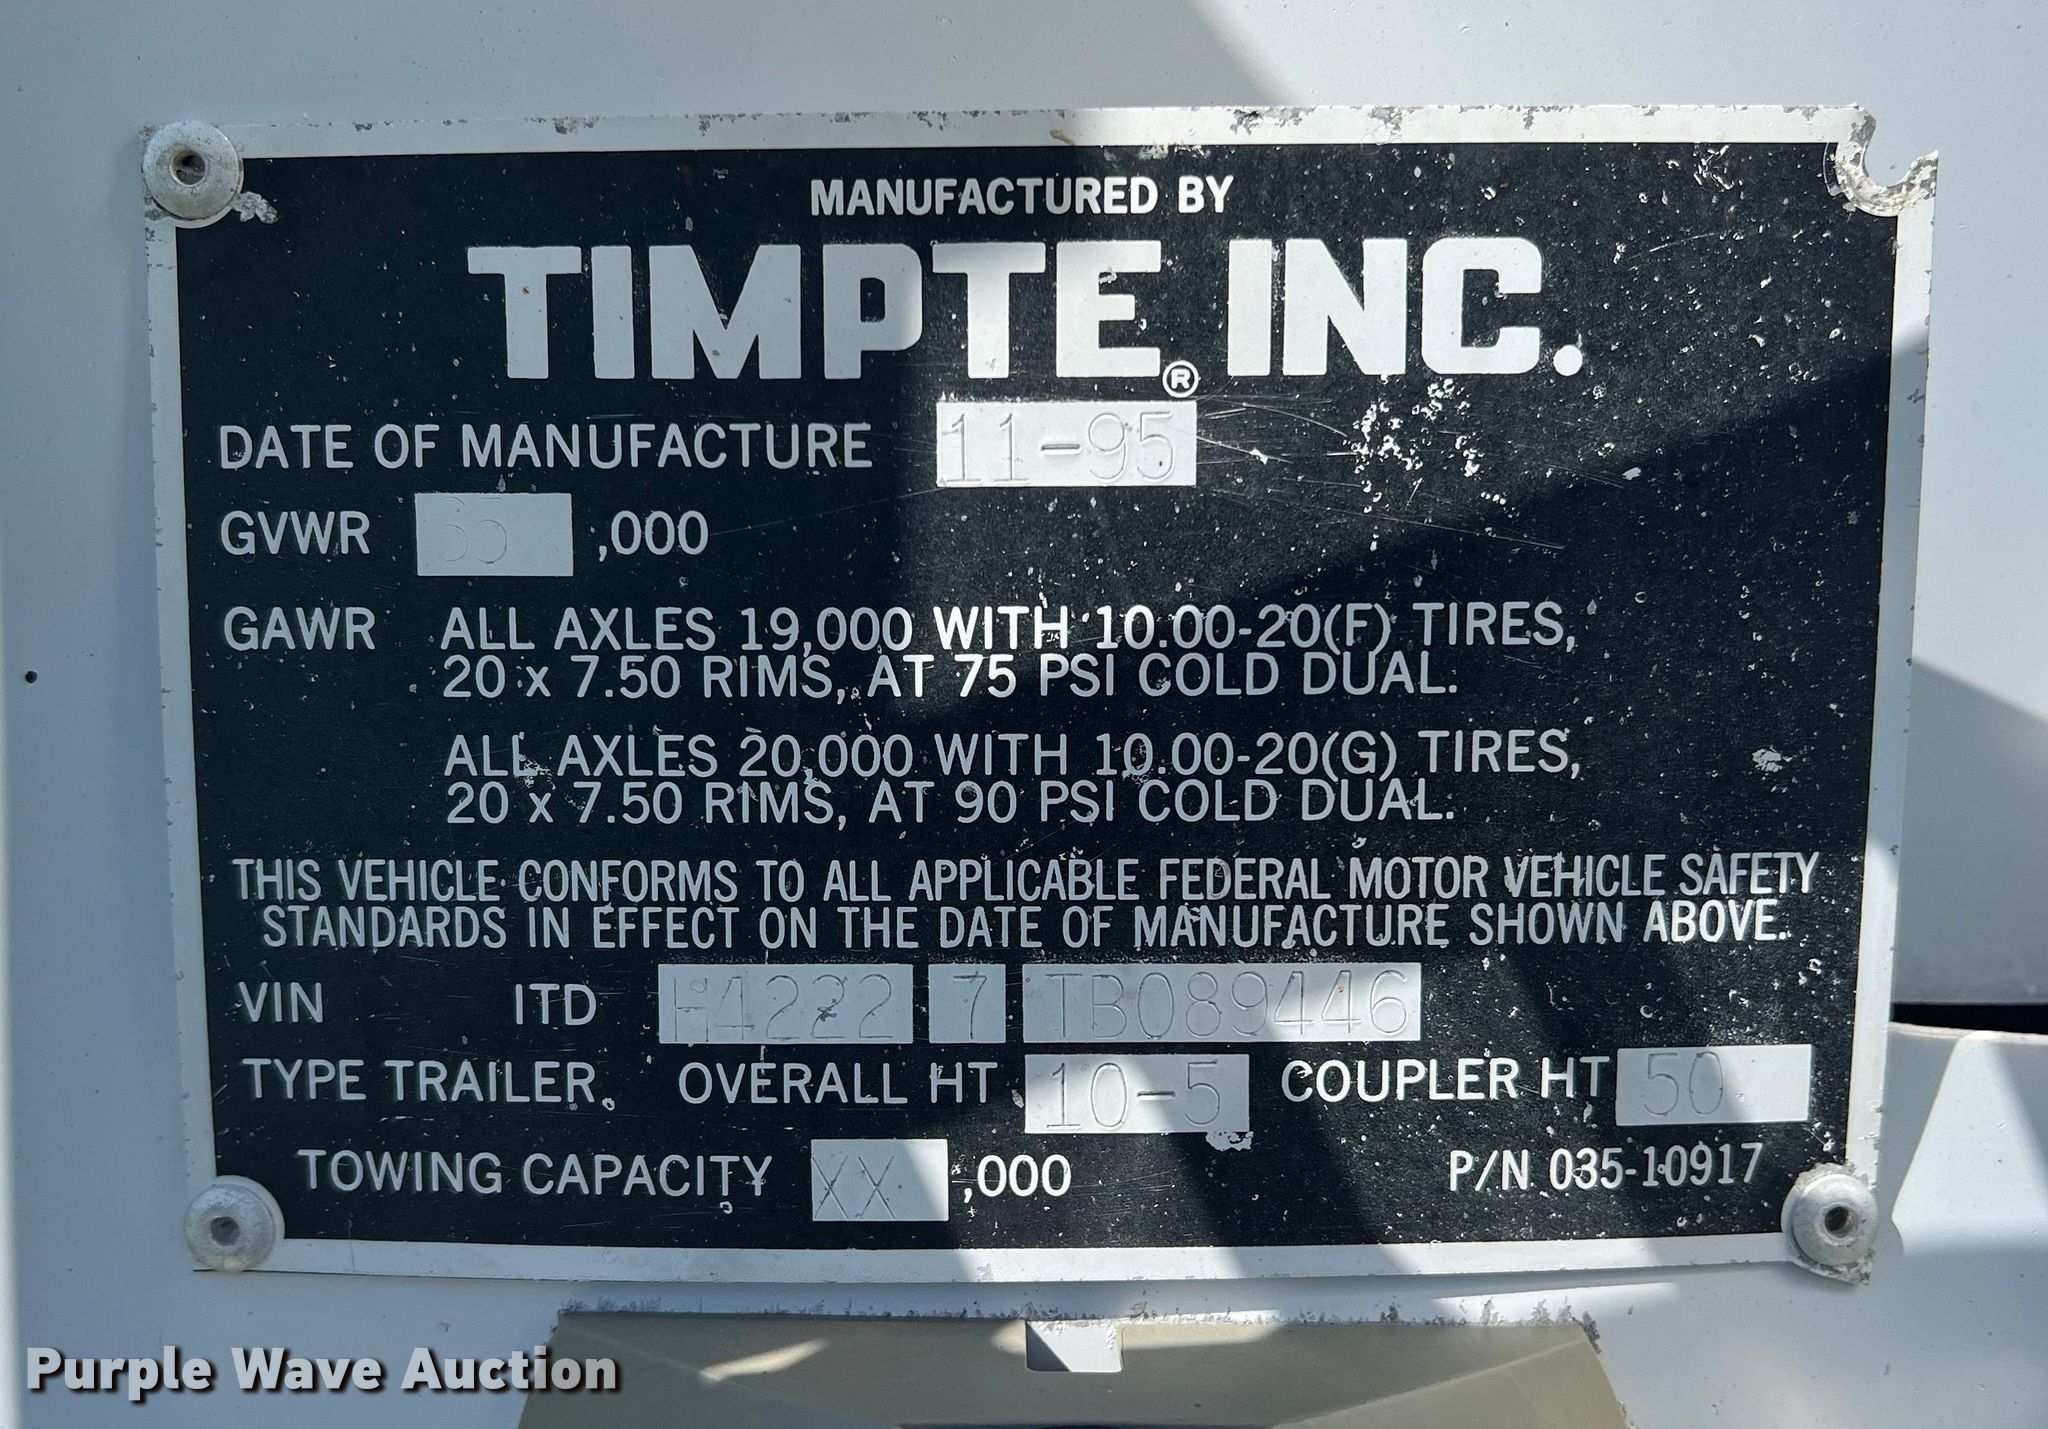 MANUFACTURED BY
TIMPTE® INC.
DATE OF MANUFACTURE 11-95
GVWR ,000
GAWR ALL AXLES 19,000 WITH 10.00-20(F) TIRES,
20 x 7.50 RIMS, AT 75 PSI COLD DUAL.
ALL AXLES 20,000 WITH 10.00-20(G) TIRES,
20 x 7.50 RIMS, AT 90 PSI COLD DUAL.
THIS VEHICLE CONFORMS TO ALL APPLICABLE FEDERAL MOTOR VEHICLE SAFETY
STANDARDS IN EFFECT ON THE DATE OF MANUFACTURE SHOWN ABOVE.
VIN ITD H4222 7 TB089446
TYPE TRAILER. OVERALL HT 10-5 COUPLER HT 50
TOWING CAPACITY XX ,000 P/N 035-10917
Purple Wave Auction